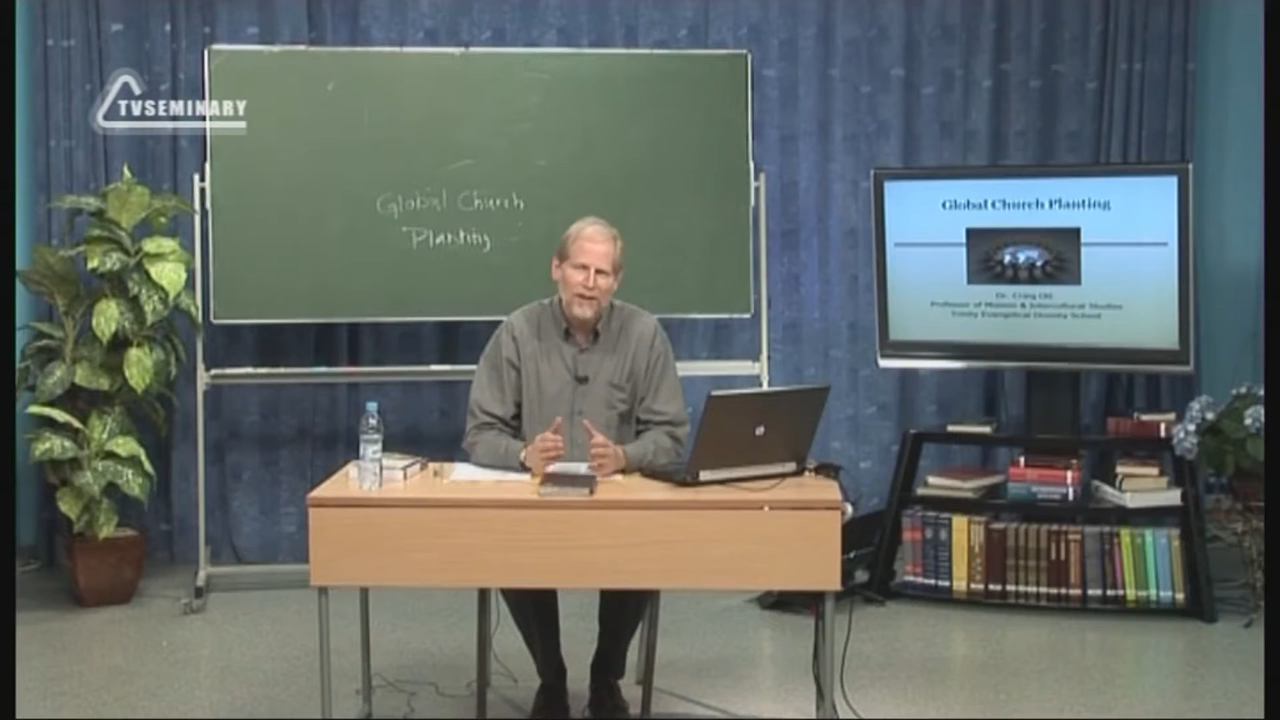 TVSEMINARY
Global Church
Planting
Global Church Planting
Dr. Craig Ott
Professor of Mission & Intercultural Studies
Trinity Evangelical Divinity School
hp